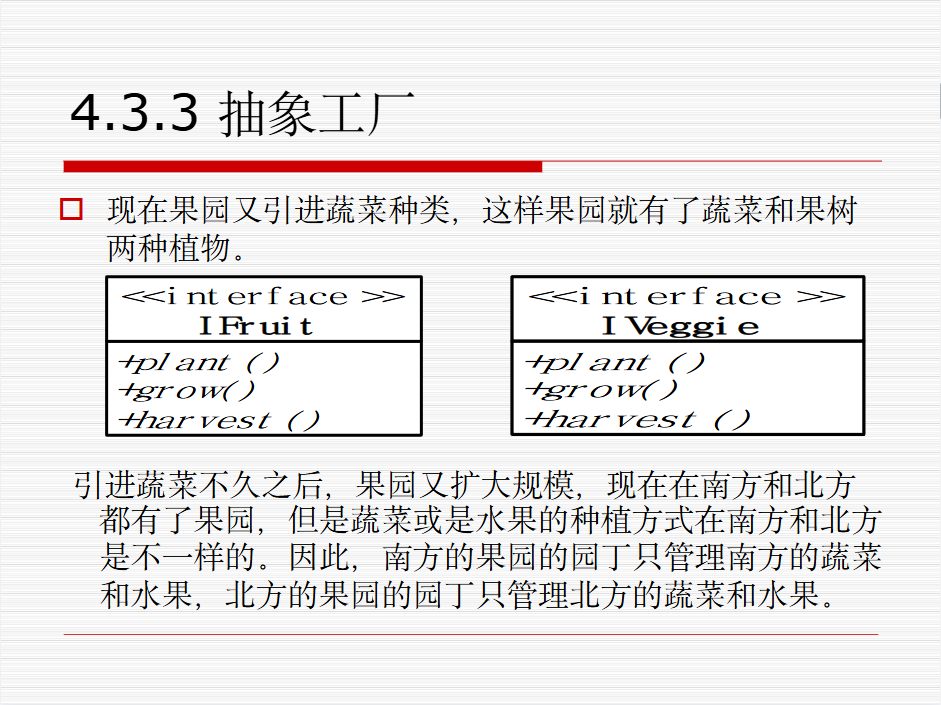 4.3.3 抽象工厂
现在果园又引进蔬菜种类，这样果园就有了蔬菜和果树
两种植物。
<<interface >>
IFruit
+plant ()
+grow()
+harvest ()
<<interface >>
IVeggie
+plant ()
+grow()
+harvest ()
引进蔬菜不久之后，果园又扩大规模，现在在南方和北方
都有了果园，但是蔬菜或是水果的种植方式在南方和北方
是不一样的。因此，南方的果园的园丁只管理南方的蔬菜
和水果，北方的果园的园丁只管理北方的蔬菜和水果。